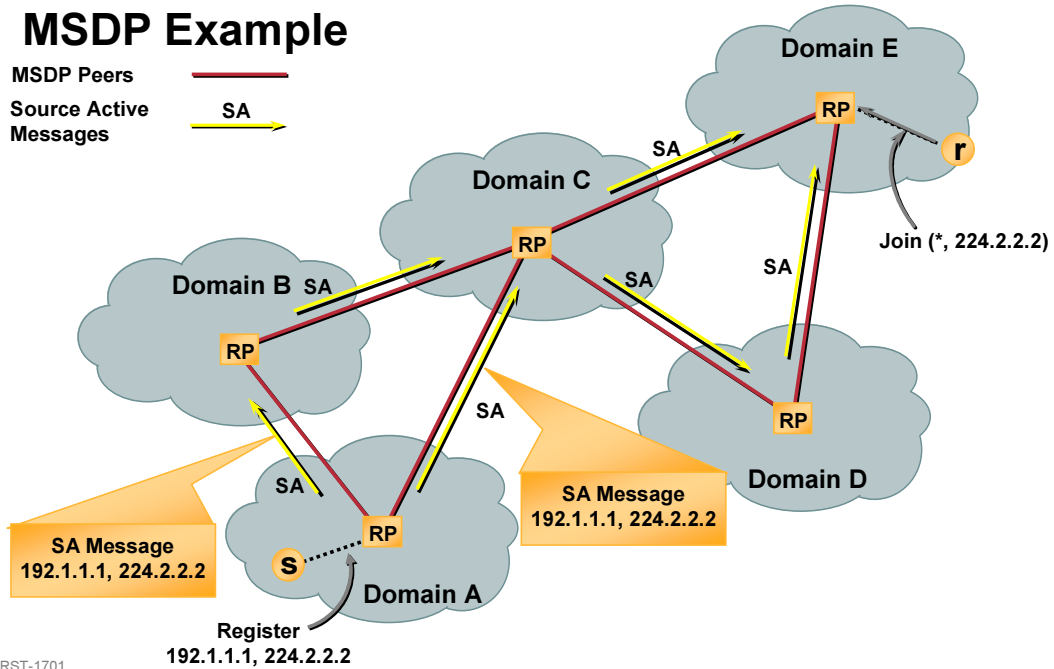 MSDP Example
MSDP Peers
Source Active
Messages
SA
Domain E
RP
r
Join (*, 224.2.2.2)
SA
Domain C
RP
SA
Domain B
SA
RP
SA
SA
RP
Domain D
SA
RP
S
Domain A
SA Message
192.1.1.1, 224.2.2.2
SA Message
192.1.1.1, 224.2.2.2
Register
192.1.1.1, 224.2.2.2
RST-1701